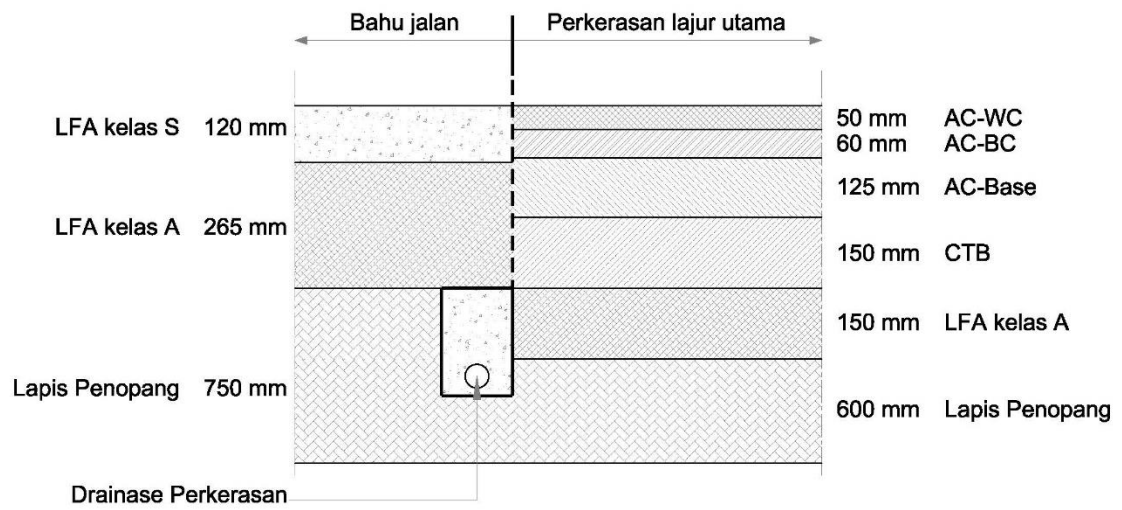 Bahu jalan
Perkerasan lajur utama
LFA kelas S 120 mm
LFA kelas A 265 mm
Lapis Penopang 750 mm
Drainase Perkerasan
50 mm AC-WC
60 mm AC-BC
125 mm AC-Base
150 mm CTB
150 mm LFA kelas A
600 mm Lapis Penopang